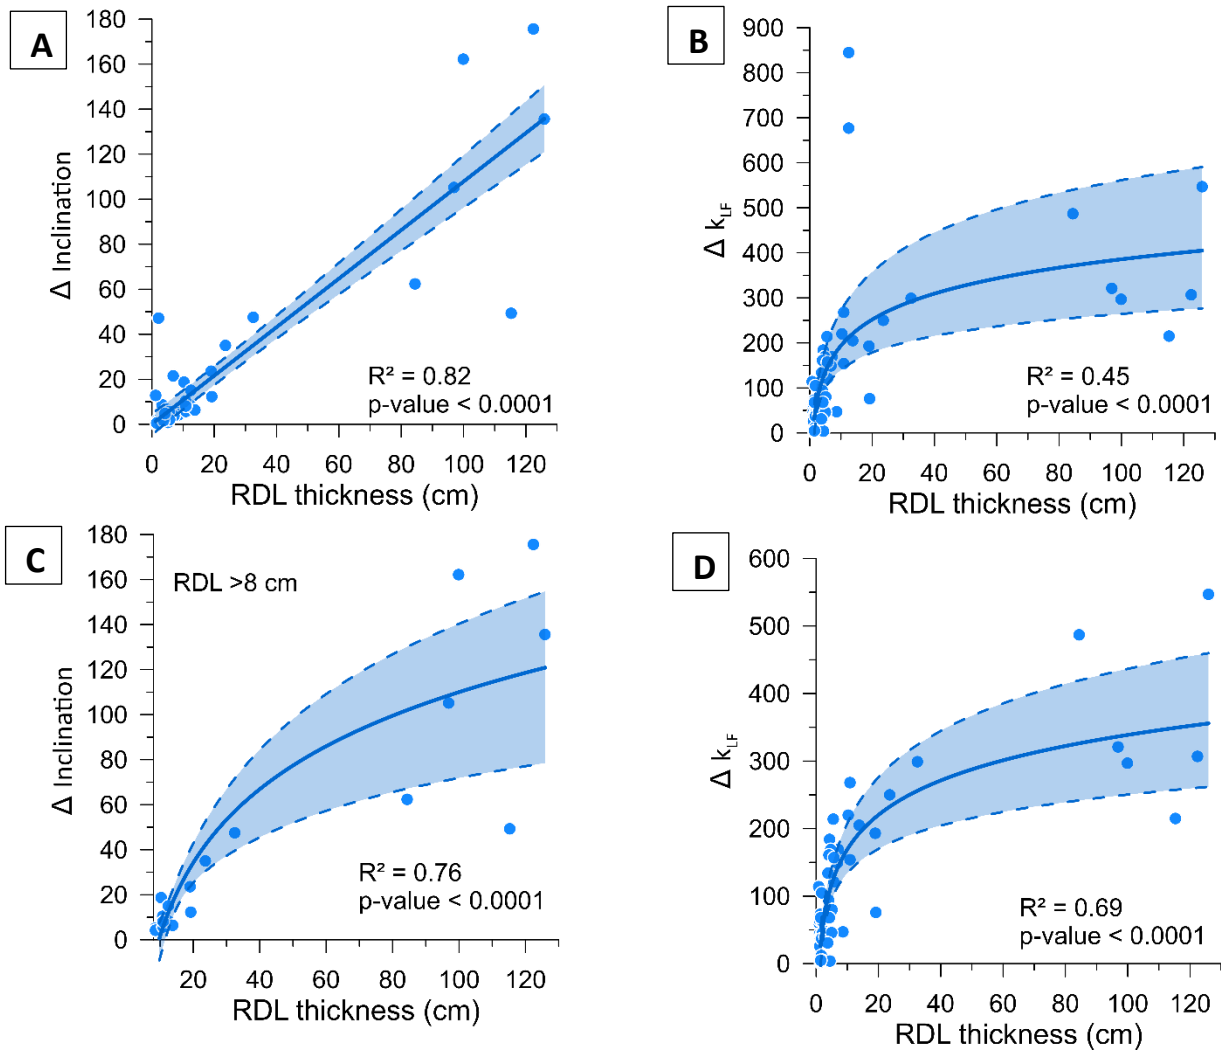 A
180
160
140
120
100
80
60
40
20
0
Δ Inclination
R² = 0.82
p-value < 0.0001
0 20 40 60 80 100 120
RDL thickness (cm)
B
900
800
700
600
500
400
300
200
100
0
Δ k_LF
R² = 0.45
p-value < 0.0001
0 20 40 60 80 100 120
RDL thickness (cm)
C
180
160
140
120
100
80
60
40
20
0
Δ Inclination
RDL >8 cm
R² = 0.76
p-value < 0.0001
20 40 60 80 100 120
RDL thickness (cm)
D
600
500
400
300
200
100
0
Δ k_LF
R² = 0.69
p-value < 0.0001
0 20 40 60 80 100 120
RDL thickness (cm)